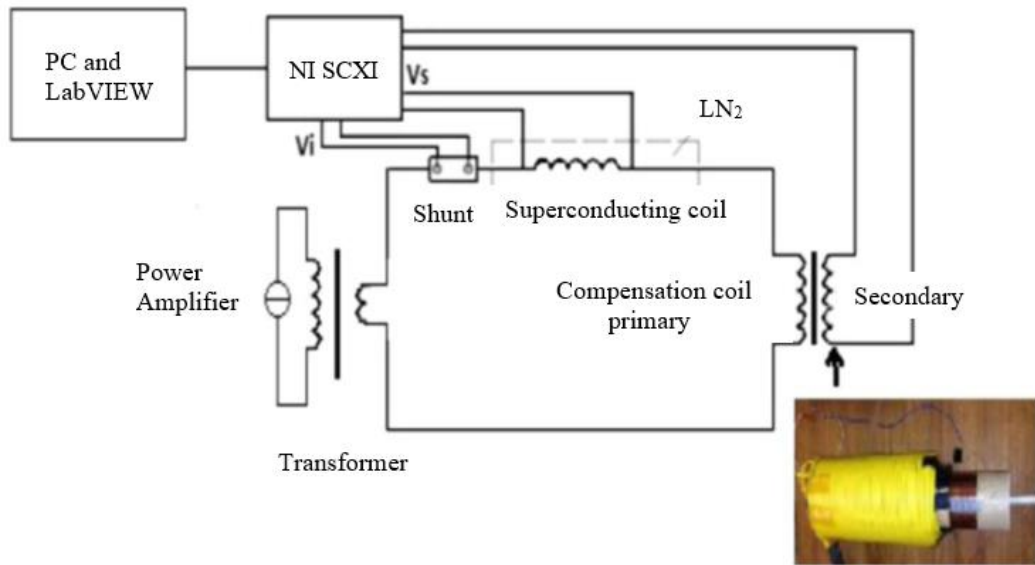 PC and
LabVIEW
NI SCXI
Vs
LN₂
Vi
Shunt
Superconducting coil
Power
Amplifier
Compensation coil
primary
Secondary
Transformer